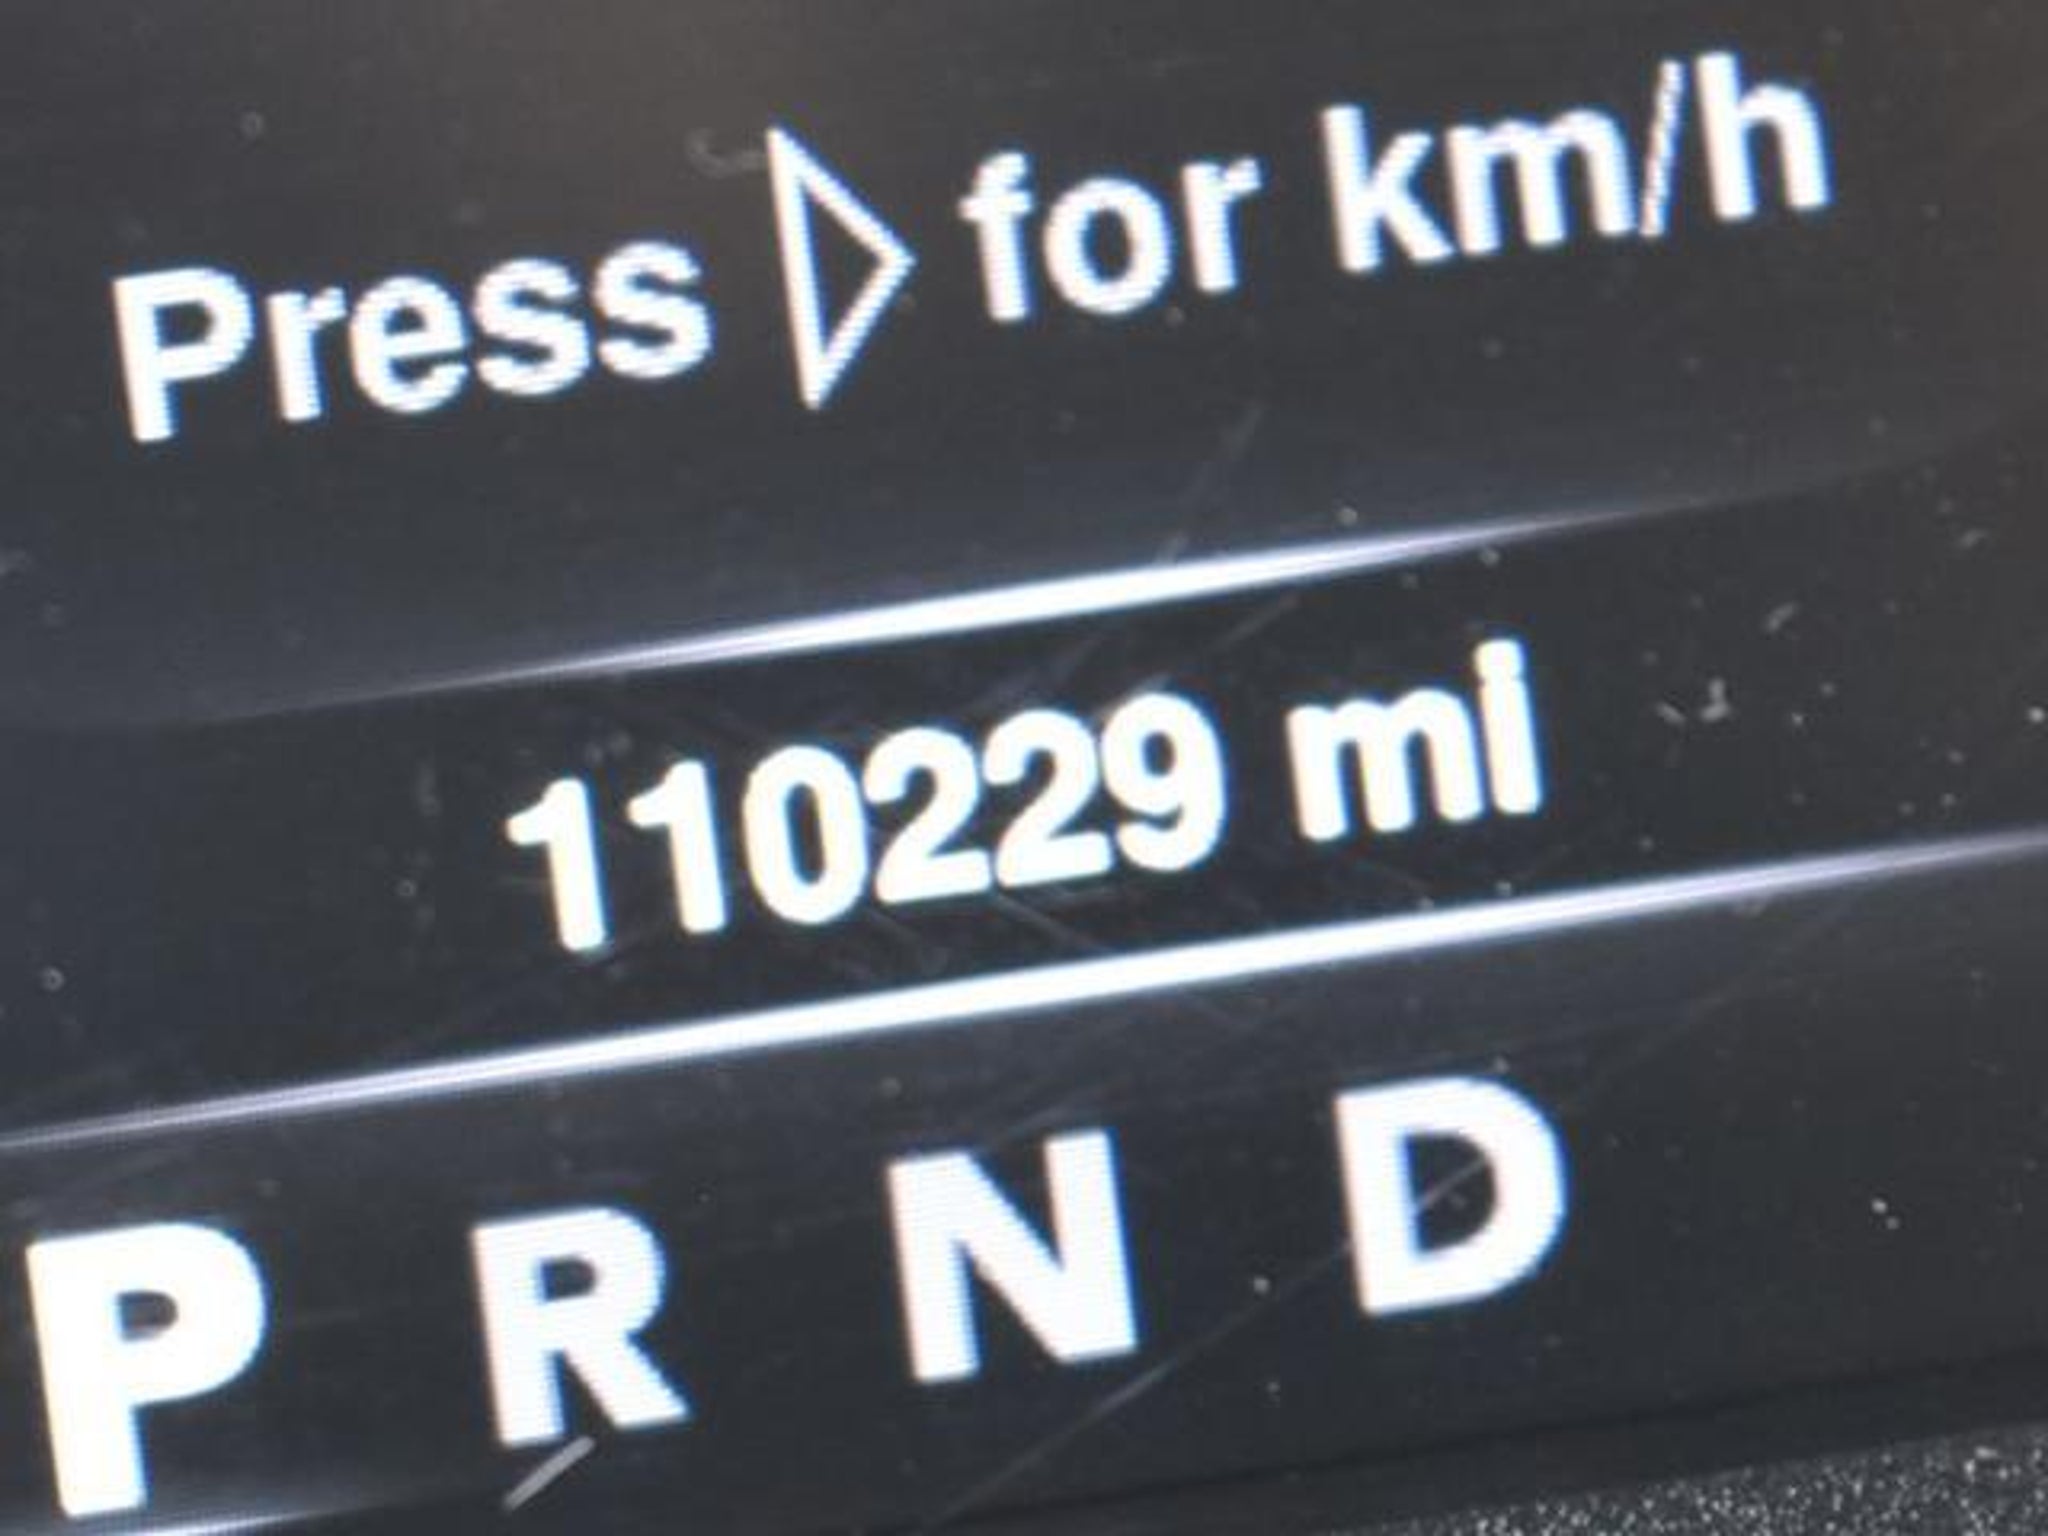 Press ▷ for km/h
110229 mi
P R N D